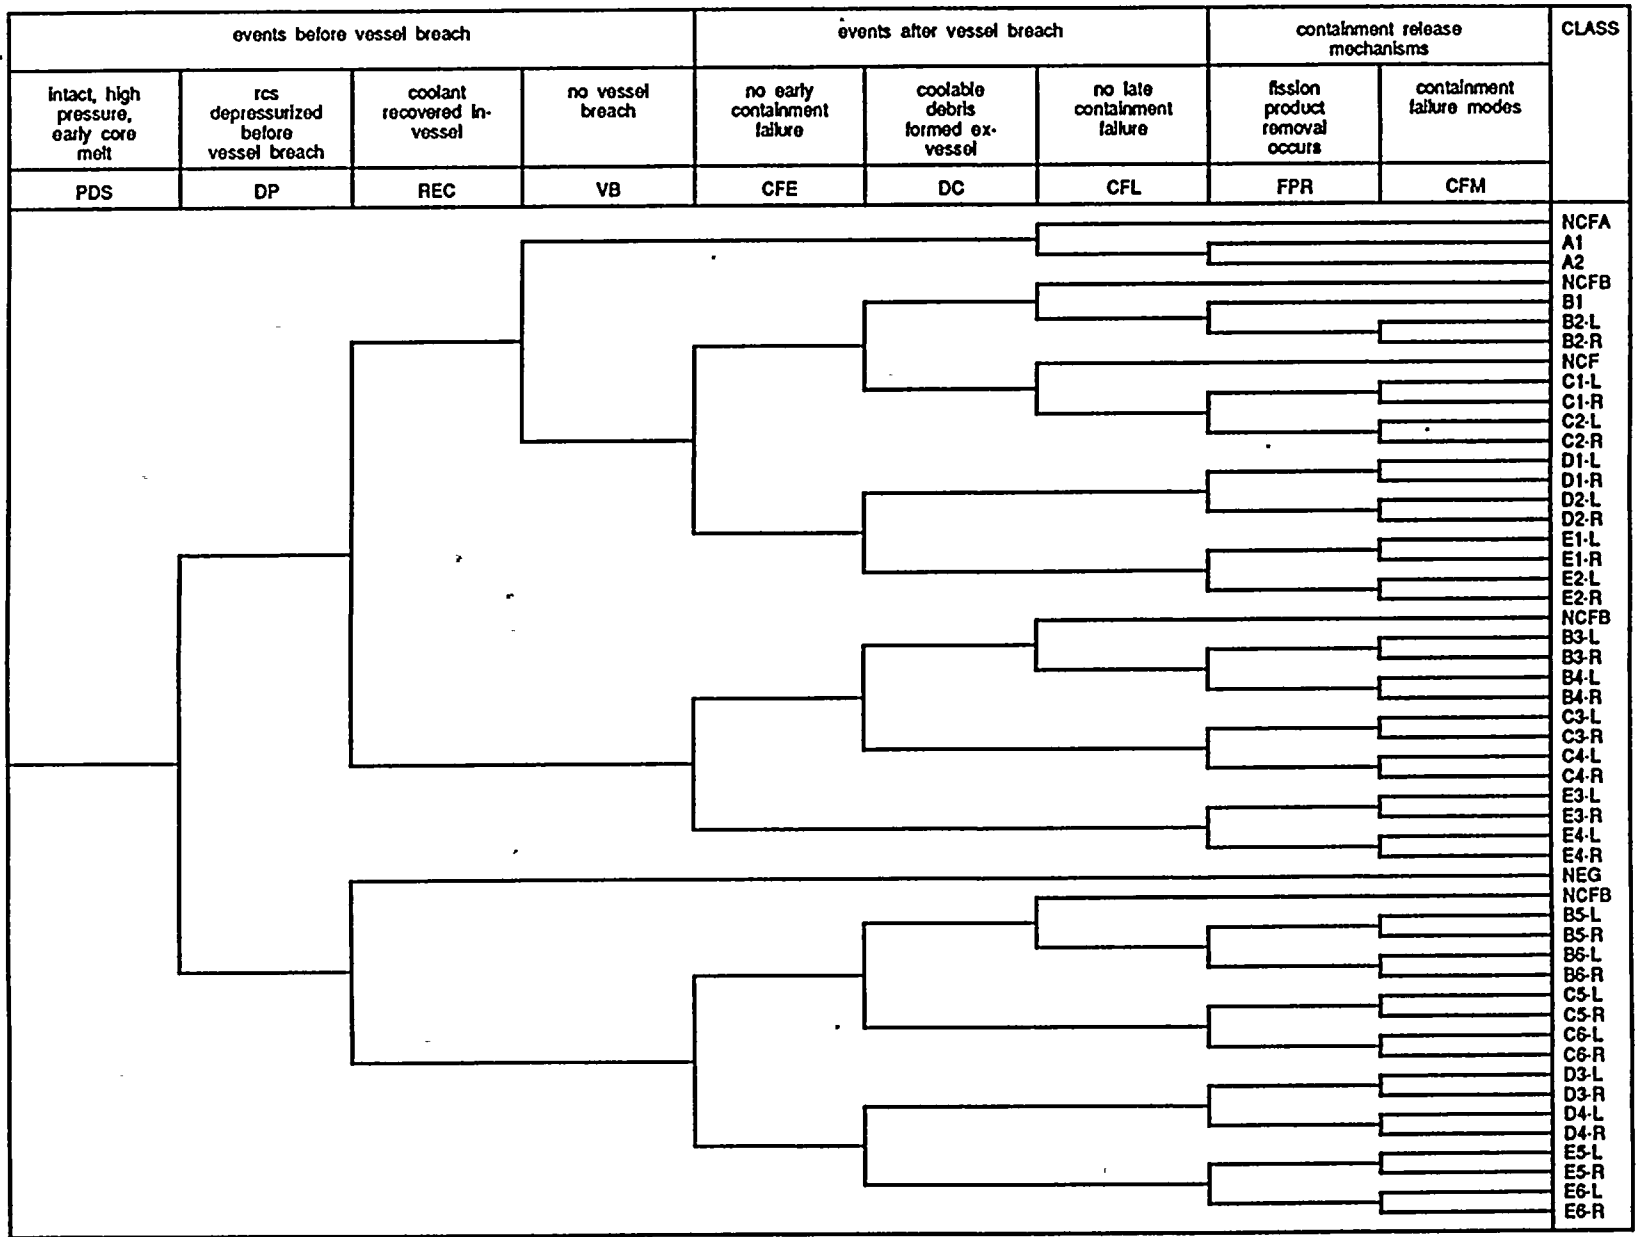 events before vessel breach
events after vessel breach
containment release
mechanisms
CLASS
intact, high
pressure,
early core
melt
rcs
depressurized
before
vessel breach
coolant
recovered in-
vessel
no vessel
breach
no early
containment
failure
coolable
debris
formed ex-
vessel
no late
containment
failure
fission
product
removal
occurs
containment
failure modes
PDS
DP
REC
VB
CFE
DC
CFL
FPR
CFM
NCFA
A1
A2
NCFB
B1
B2-L
B2-R
NCF
C1-L
C1-R
C2-L
C2-R
D1-L
D1-R
D2-L
D2-R
E1-L
E1-R
E2-L
E2-R
NCFB
B3-L
B3-R
B4-L
B4-R
C3-L
C3-R
C4-L
C4-R
E3-L
E3-R
E4-L
E4-R
NEG
NCFB
B5-L
B5-R
B6-L
B6-R
C5-L
C5-R
C6-L
C6-R
D3-L
D3-R
D4-L
D4-R
E5-L
E5-R
E6-L
E6-R